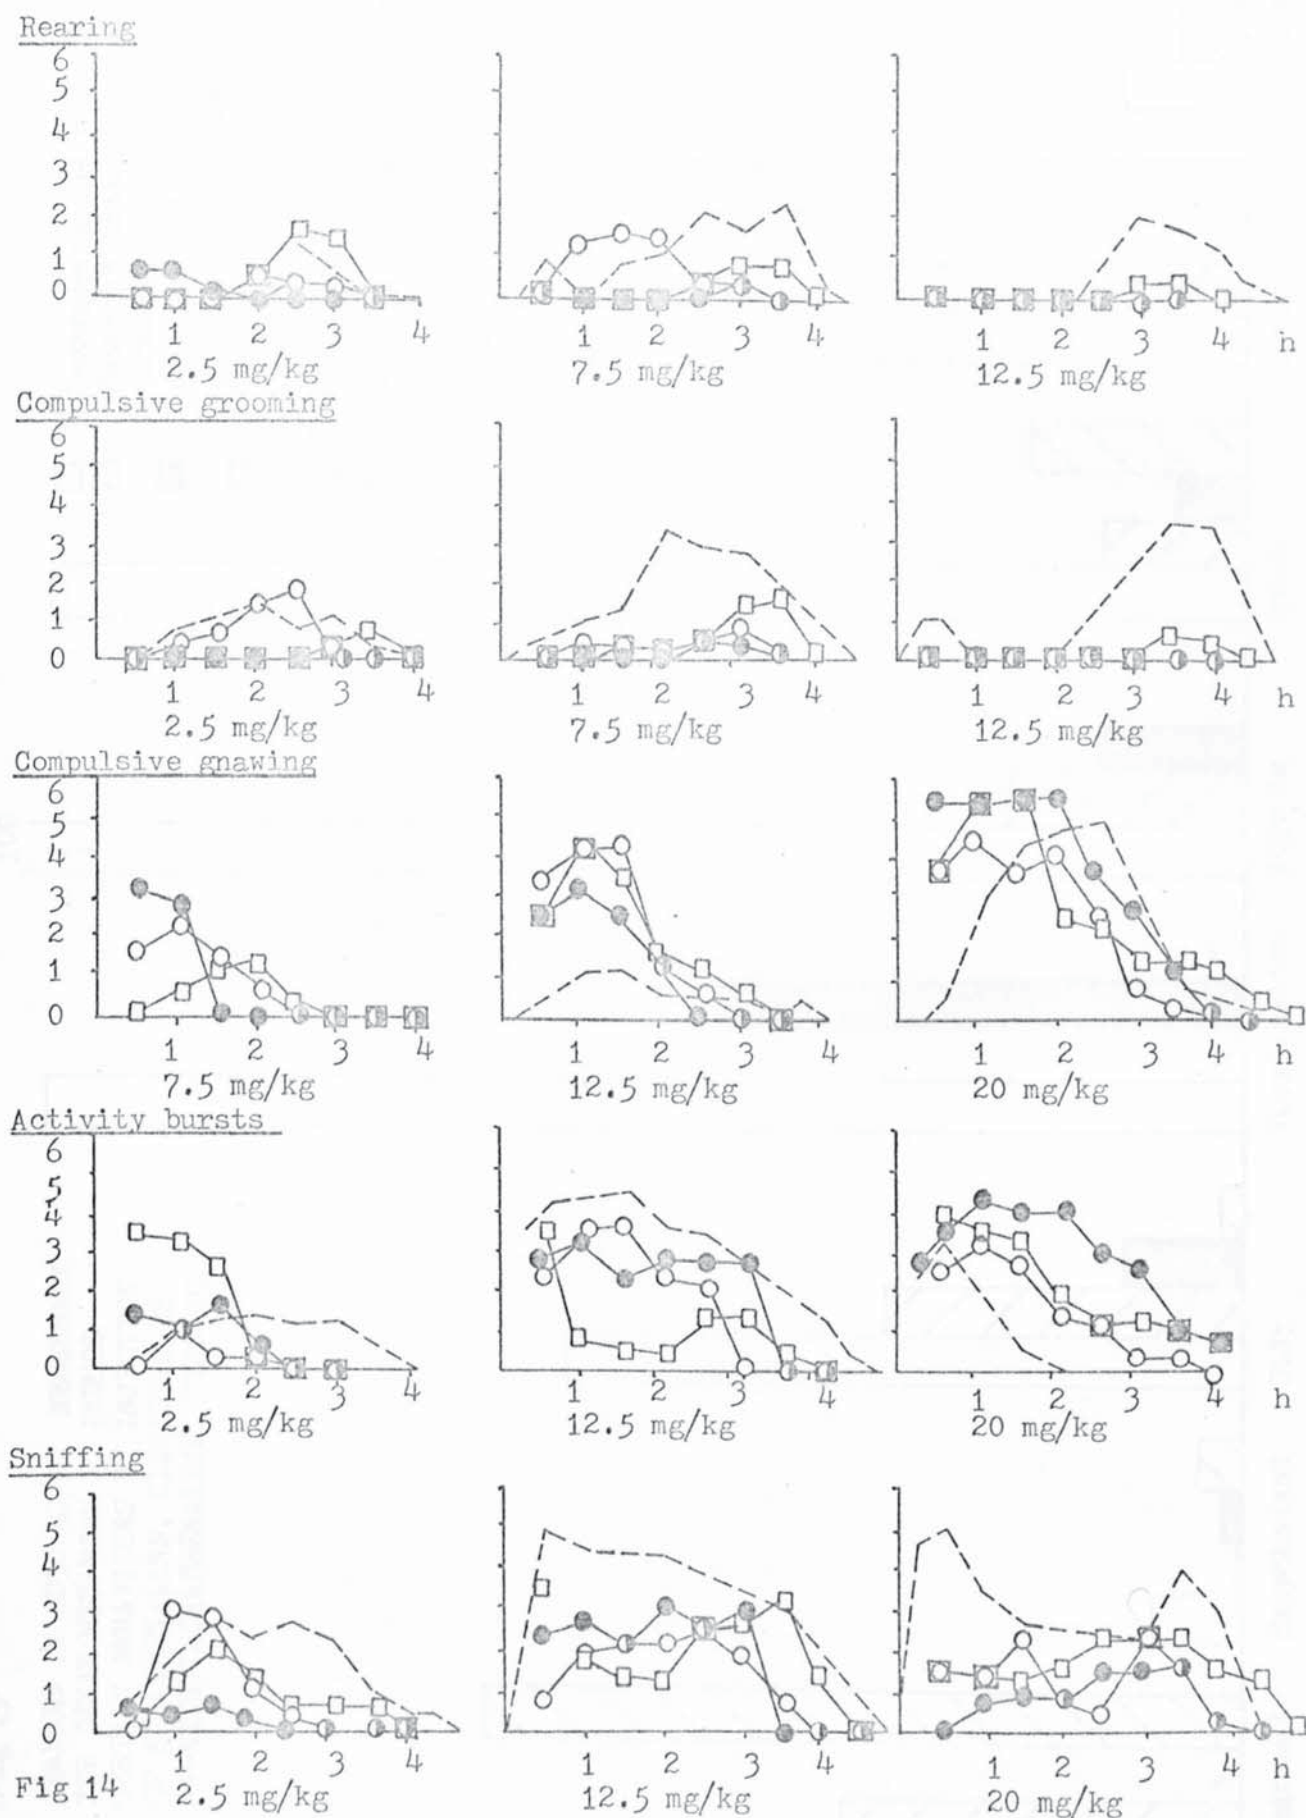 Rearing
6
5
4
3
2
1
0
1 2 3 4 1 2 3 4 1 2 3 4 h
2.5 mg/kg 7.5 mg/kg 12.5 mg/kg
Compulsive grooming
6
5
4
3
2
1
0
1 2 3 4 1 2 3 4 1 2 3 4 h
2.5 mg/kg 7.5 mg/kg 12.5 mg/kg
Compulsive gnawing
6
5
4
3
2
1
0
1 2 3 4 1 2 3 4 1 2 3 4 h
7.5 mg/kg 12.5 mg/kg 20 mg/kg
Activity bursts
6
5
4
3
2
1
0
1 2 3 4 1 2 3 4 1 2 3 4 h
2.5 mg/kg 12.5 mg/kg 20 mg/kg
Sniffing
6
5
4
3
2
1
0
1 2 3 4 1 2 3 4 1 2 3 4 h
Fig 14 2.5 mg/kg 12.5 mg/kg 20 mg/kg